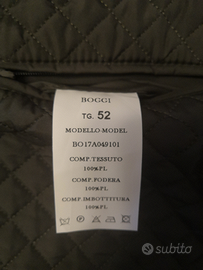 BOGGI
TG. 52
MODELLO-MODEL
BO17A049101
COMP.TESSUTO
100%PL
COMP.FODERA
100%PL
COMP.IMBOTTITURA
100%PL
subito